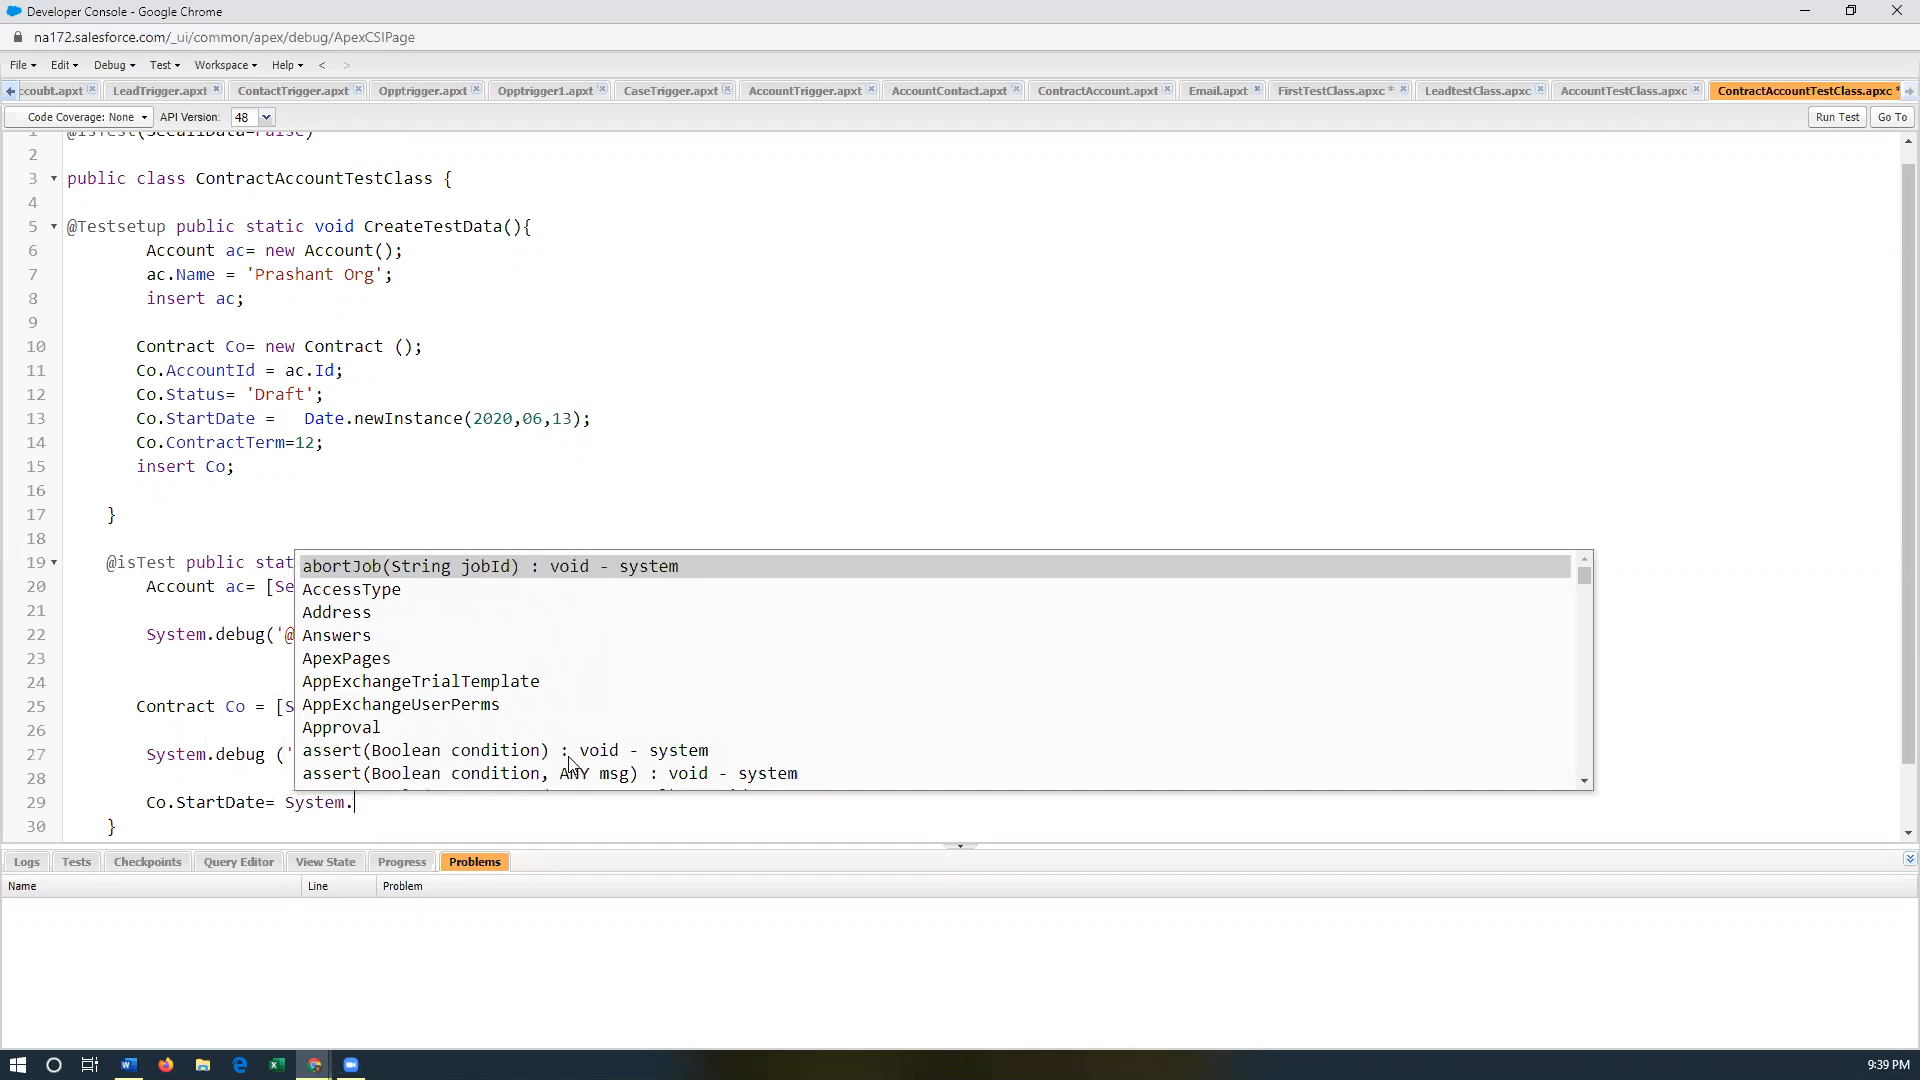 Developer Console - Google Chrome
na172.salesforce.com/_ui/common/apex/debug/ApexCSIPage
File Edit Debug Test Workspace Help < >
ccoubt.apxt LeadTrigger.apxt ContactTrigger.apxt Opptrigger.apxt Opptrigger1.apxt CaseTrigger.apxt AccountTrigger.apxt AccountContact.apxt ContractAccount.apxt Email.apxt FirstTestClass.apxc * LeadtestClass.apxc AccountTestClass.apxc ContractAccountTestClass.apxc *
Code Coverage: None API Version: 48 Run Test Go To
2
3 public class ContractAccountTestClass {
4
5 @Testsetup public static void CreateTestData(){
6 Account ac= new Account();
7 ac.Name = 'Prashant Org';
8 insert ac;
9
10 Contract Co= new Contract ();
11 Co.AccountId = ac.Id;
12 Co.Status= 'Draft';
13 Co.StartDate = Date.newInstance(2020,06,13);
14 Co.ContractTerm=12;
15 insert Co;
16
17 }
18
19 @isTest public stat
20 Account ac= [Se
21
22 System.debug('@
23
24
25 Contract Co = [S
26
27 System.debug ('
28
29 Co.StartDate= System.
30 }
abortJob(String jobId) : void - system
AccessType
Address
Answers
ApexPages
AppExchangeTrialTemplate
AppExchangeUserPerms
Approval
assert(Boolean condition) : void - system
assert(Boolean condition, ANY msg) : void - system
Logs Tests Checkpoints Query Editor View State Progress Problems
Name Line Problem
9:39 PM